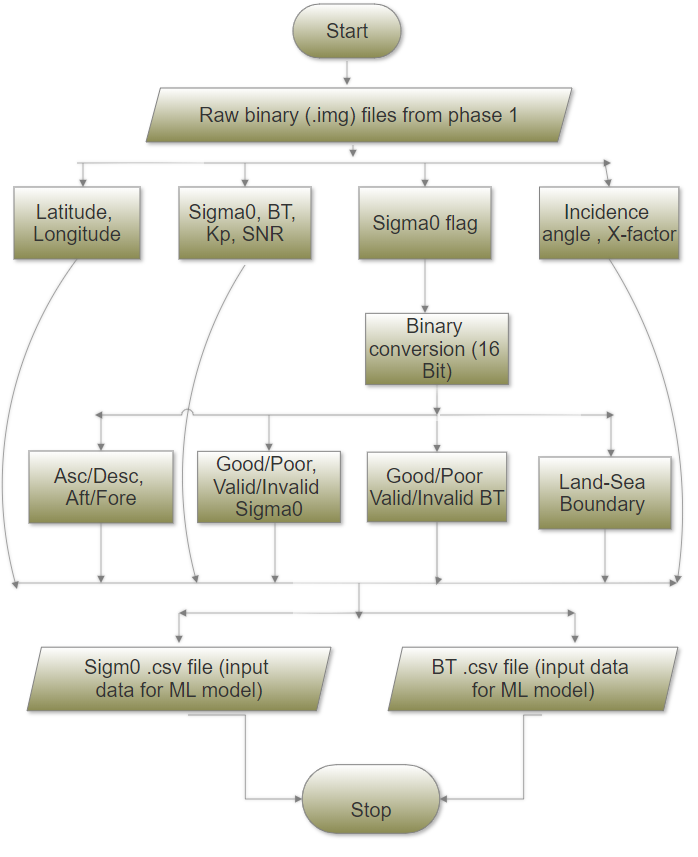 Start
Raw binary (.img) files from phase 1
Latitude,
Longitude
Sigma0, BT,
Kp, SNR
Sigma0 flag
Incidence
angle , X-factor
Binary
conversion (16
Bit)
Asc/Desc,
Aft/Fore
Good/Poor,
Valid/Invalid
Sigma0
Good/Poor
Valid/Invalid BT
Land-Sea
Boundary
Sigm0 .csv file (input
data for ML model)
BT .csv file (input data
for ML model)
Stop